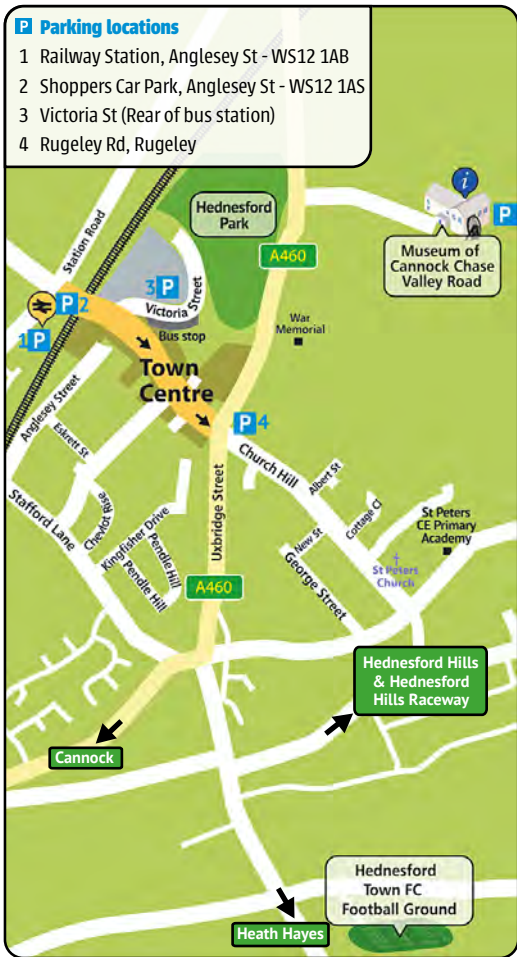 P Parking locations
1 Railway Station, Anglesey St - WS12 1AB
2 Shoppers Car Park, Anglesey St - WS12 1AS
3 Victoria St (Rear of bus station)
4 Rugeley Rd, Rugeley
i
P
Hednesford
Park
Station Road
A460
Museum of
Cannock Chase
Valley Road
3 P
Victoria Street
P 2
1 P
Bus stop
War
Memorial
Town
Centre
Anglesey Street
Eskrett St
P 4
Church Hill
Stafford Lane
Cheviot Rise
Kingfisher Drive
Pendle Hill
Pendle Hill
Uxbridge Street
Albert St
Cottage Cl
New St
George Street
St Peters
CE Primary
Academy
St Peters
Church
A460
Hednesford Hills
& Hednesford
Hills Raceway
Cannock
Hednesford
Town FC
Football Ground
Heath Hayes